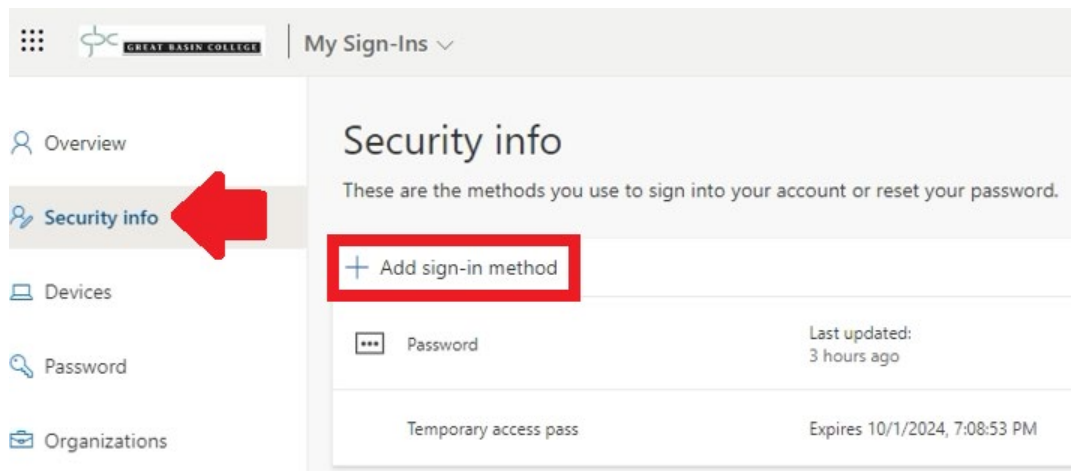 gbc GREAT BASIN COLLEGE
My Sign-Ins
Overview
Security info
Devices
Password
Organizations
Security info
These are the methods you use to sign into your account or reset your password.
+ Add sign-in method
Password
Last updated:
3 hours ago
Temporary access pass
Expires 10/1/2024, 7:08:53 PM